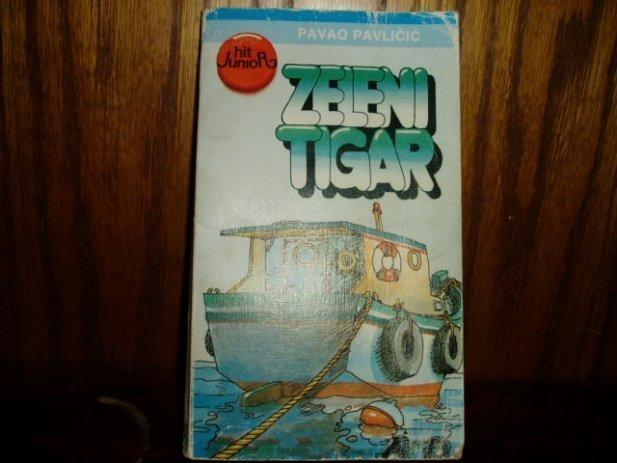 PAVAO PAVLIČIĆ
hit
JunioR
ZELENI
TIGAR